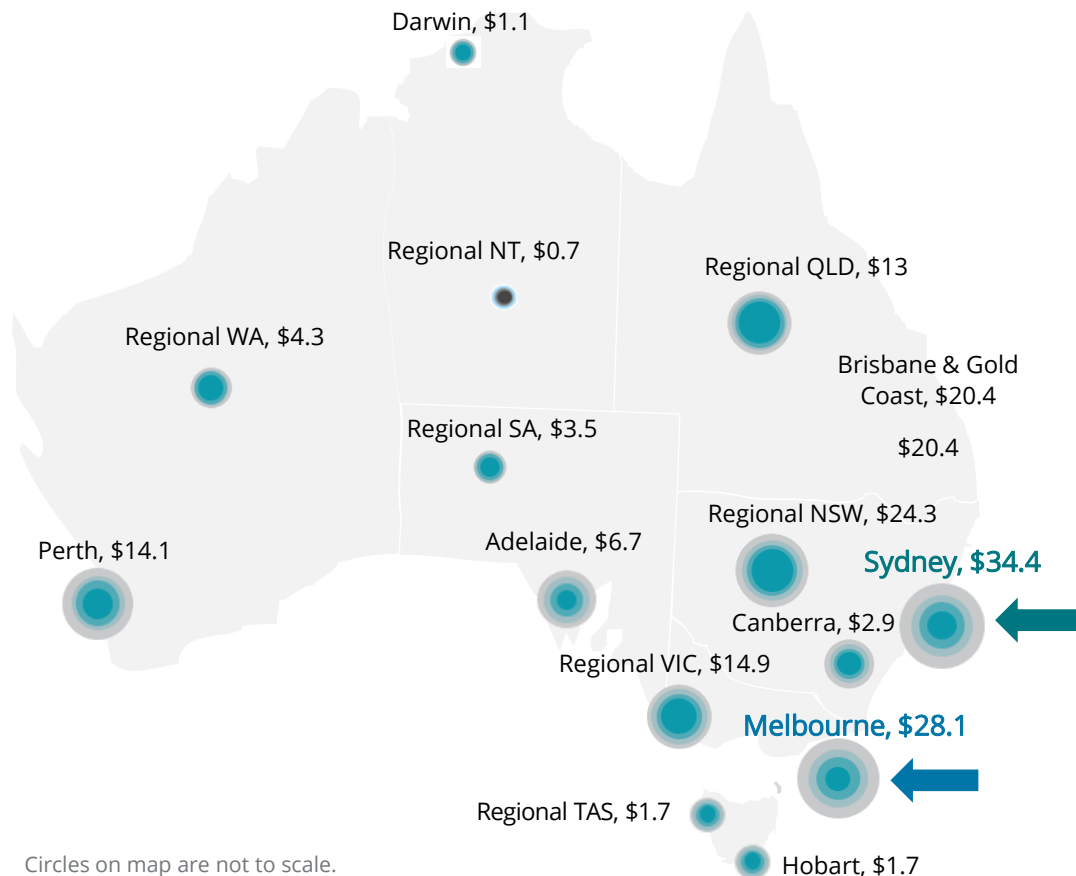 Darwin, $1.1
Regional NT, $0.7
Regional QLD, $13
Regional WA, $4.3
Brisbane & Gold
Coast, $20.4
Regional SA, $3.5
$20.4
Regional NSW, $24.3
Perth, $14.1
Adelaide, $6.7
Sydney, $34.4
Canberra, $2.9
Regional VIC, $14.9
Melbourne, $28.1
Regional TAS, $1.7
Circles on map are not to scale.
Hobart, $1.7